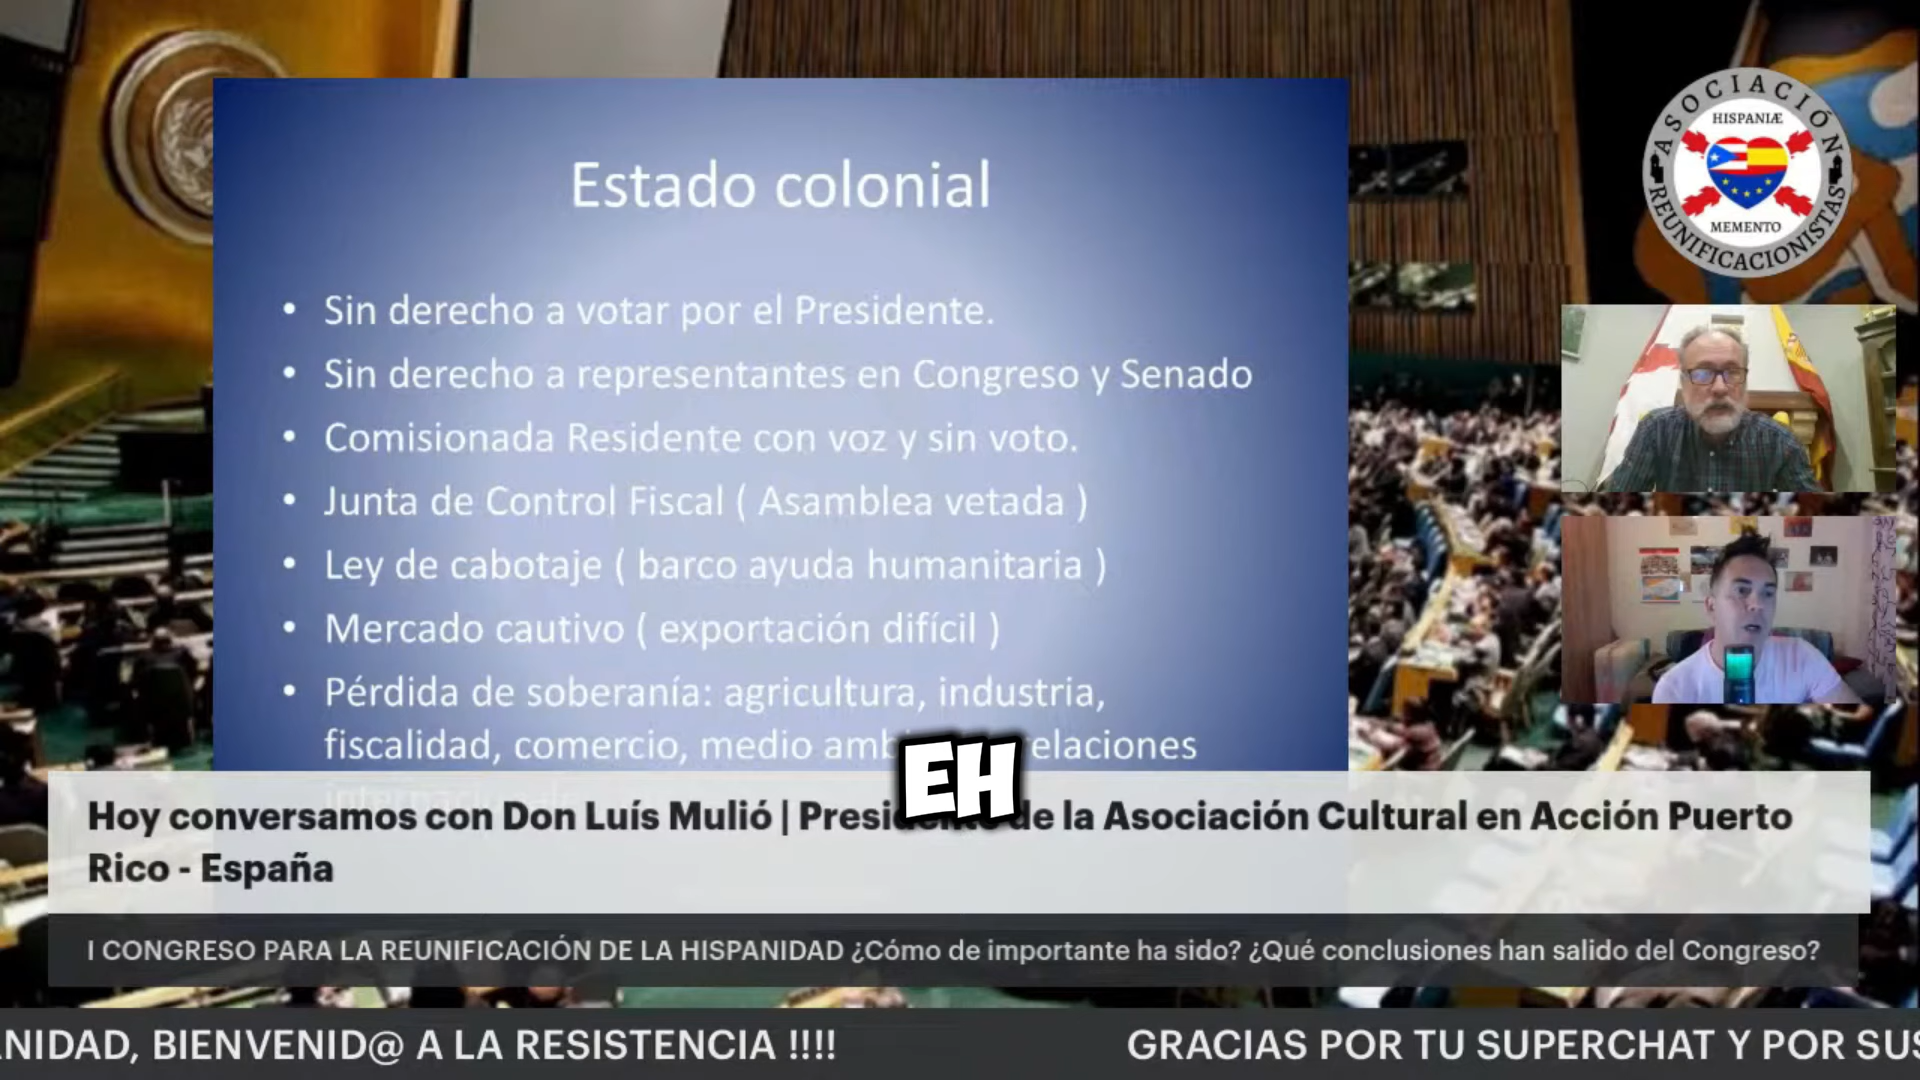 Estado colonial
• Sin derecho a votar por el Presidente.
• Sin derecho a representantes en Congreso y Senado
• Comisionada Residente con voz y sin voto.
• Junta de Control Fiscal ( Asamblea vetada )
• Ley de cabotaje ( barco ayuda humanitaria )
• Mercado cautivo ( exportación difícil )
• Pérdida de soberanía: agricultura, industria,
fiscalidad, comercio, medio amb elaciones
ASOCIACIÓN
HISPANIÆ
MEMENTO
REUNIFICACIONISTAS
EH
Hoy conversamos con Don Luís Mulió | Presidente de la Asociación Cultural en Acción Puerto
Rico - España
I CONGRESO PARA LA REUNIFICACIÓN DE LA HISPANIDAD ¿Cómo de importante ha sido? ¿Qué conclusiones han salido del Congreso?
NIDAD, BIENVENID@ A LA RESISTENCIA !!!! GRACIAS POR TU SUPERCHAT Y POR SUS